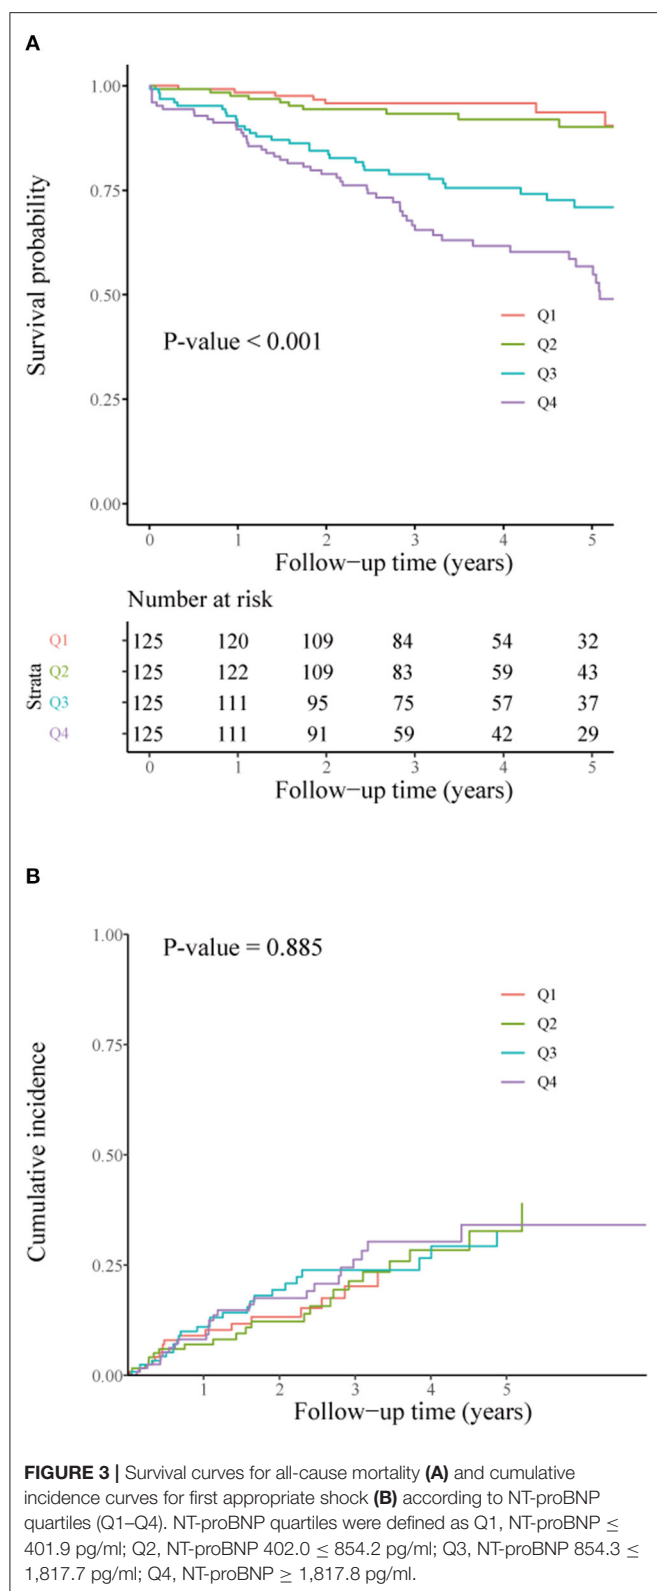 A
1.00
0.75
0.50
0.25
0.00
Survival probability
P-value < 0.001
Q1
Q2
Q3
Q4
0 1 2 3 4 5
Follow−up time (years)
Number at risk
Strata
Q1 125 120 109 84 54 32
Q2 125 122 109 83 59 43
Q3 125 111 95 75 57 37
Q4 125 111 91 59 42 29
0 1 2 3 4 5
Follow−up time (years)
B
1.00
0.75
0.50
0.25
0.00
Cumulative incidence
P-value = 0.885
Q1
Q2
Q3
Q4
1 2 3 4 5
Follow−up time (years)
FIGURE 3 | Survival curves for all-cause mortality (A) and cumulative
incidence curves for first appropriate shock (B) according to NT-proBNP
quartiles (Q1–Q4). NT-proBNP quartiles were defined as Q1, NT-proBNP ≤
401.9 pg/ml; Q2, NT-proBNP 402.0 ≤ 854.2 pg/ml; Q3, NT-proBNP 854.3 ≤
1,817.7 pg/ml; Q4, NT-proBNP ≥ 1,817.8 pg/ml.